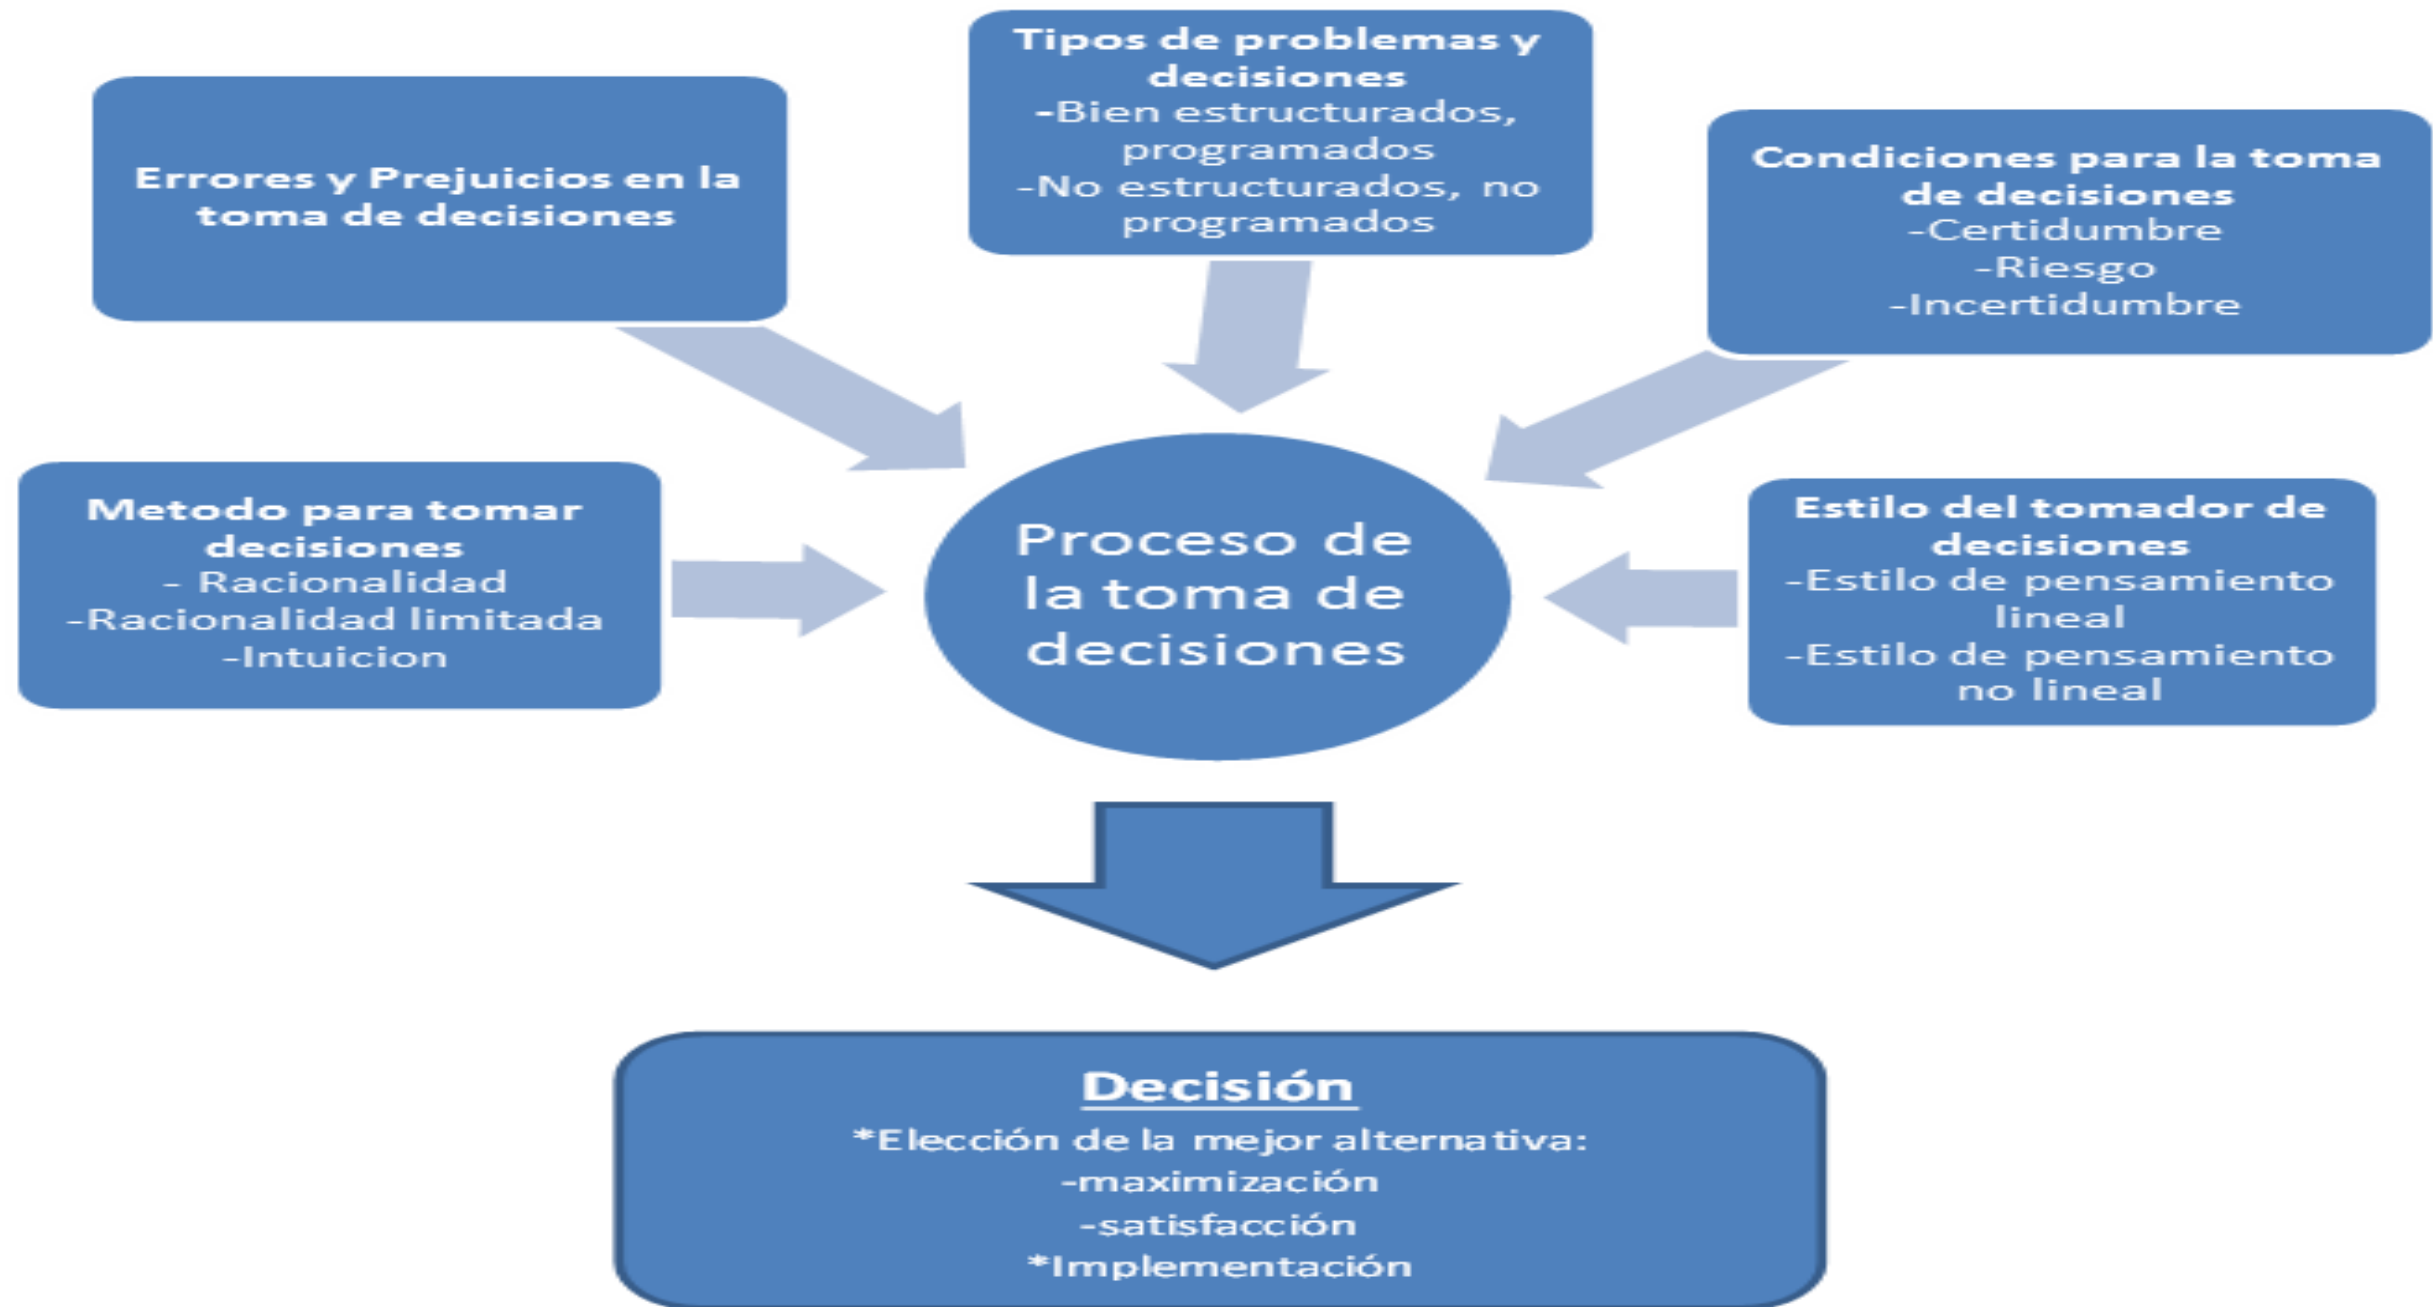 Tipos de problemas y
decisiones
-Bien estructurados,
programados
-No estructurados, no
programados
Errores y Prejuicios en la
toma de decisiones
Condiciones para la toma
de decisiones
-Certidumbre
-Riesgo
-Incertidumbre
Metodo para tomar
decisiones
- Racionalidad
-Racionalidad limitada
-Intuicion
Proceso de
la toma de
decisiones
Estilo del tomador de
decisiones
-Estilo de pensamiento
lineal
-Estilo de pensamiento
no lineal
Decisión
*Elección de la mejor alternativa:
-maximización
-satisfacción
*Implementación